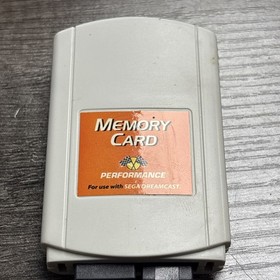 MEMORY
CARD
PERFORMANCE
For use with SEGA DREAMCAST